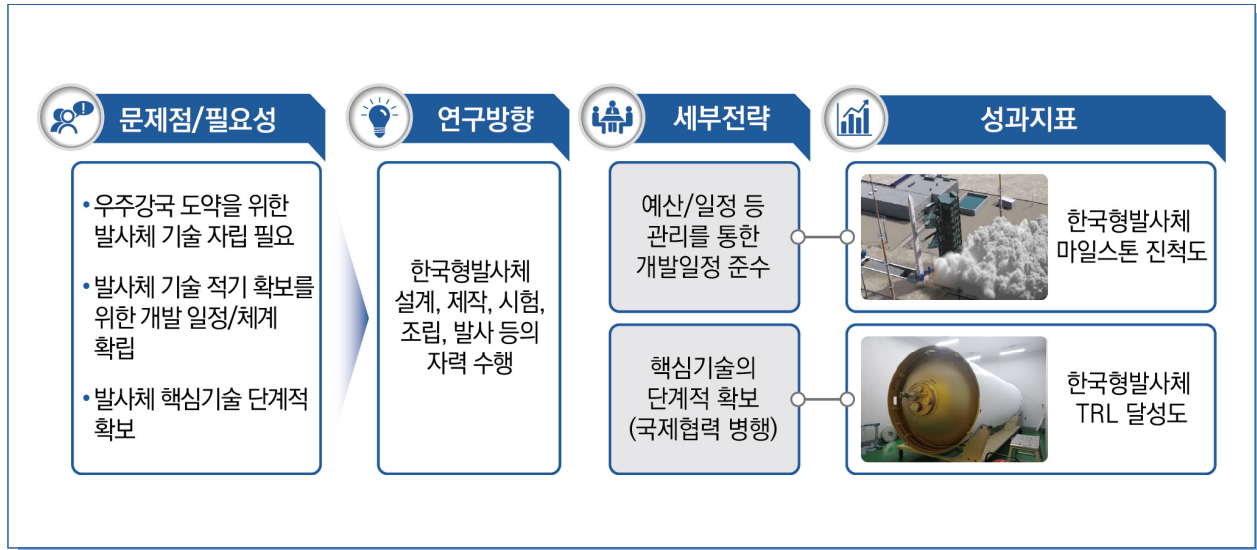 문제점/필요성
• 우주강국 도약을 위한
발사체 기술 자립 필요
• 발사체 기술 적기 확보를
위한 개발 일정/체계
확립
• 발사체 핵심기술 단계적
확보
연구방향
한국형발사체
설계, 제작, 시험,
조립, 발사 등의
자력 수행
세부전략
예산/일정 등
관리를 통한
개발일정 준수
핵심기술의
단계적 확보
(국제협력 병행)
성과지표
한국형발사체
마일스톤 진척도
한국형발사체
TRL 달성도